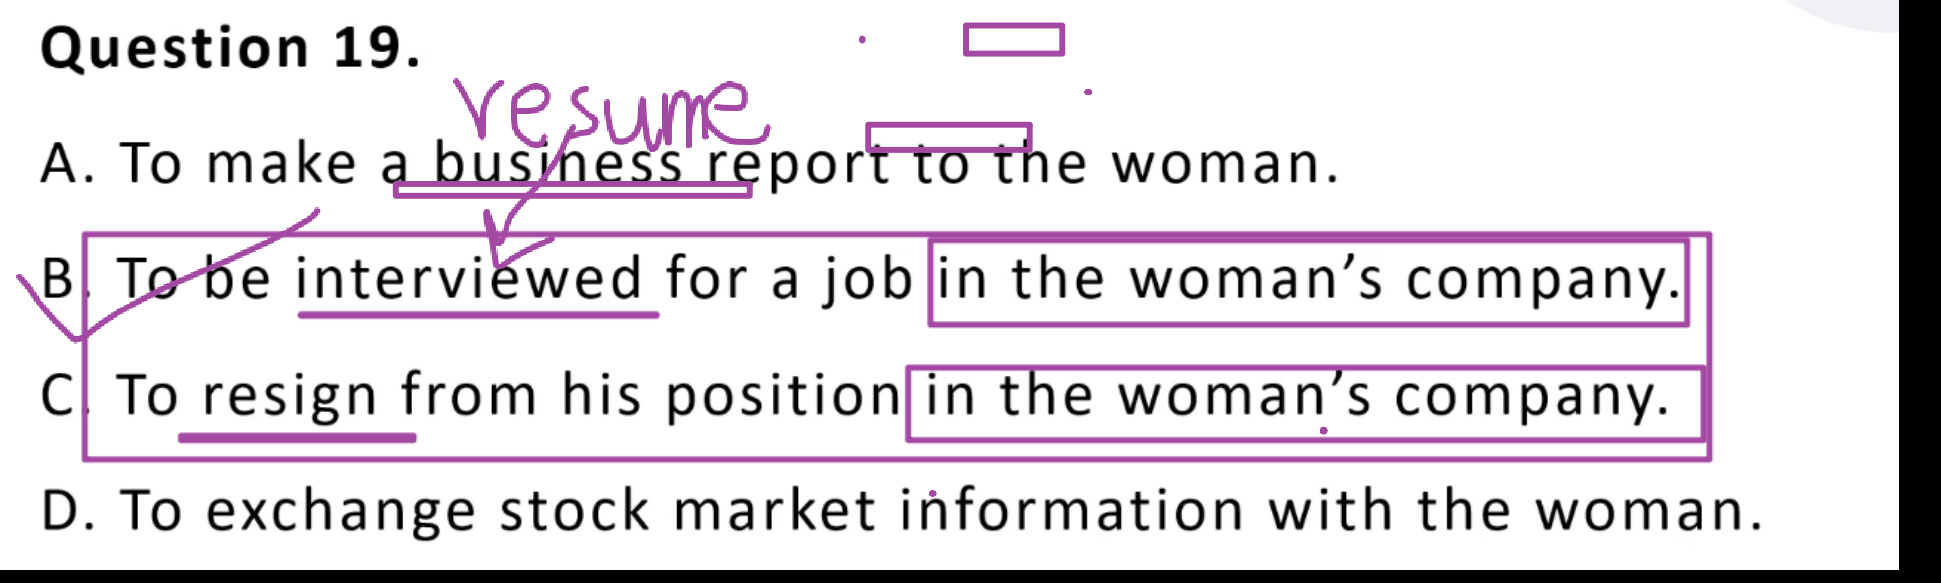 Question 19.
resume
A. To make a business report to the woman.
B. To be interviewed for a job in the woman's company.
C. To resign from his position in the woman's company.
D. To exchange stock market information with the woman.